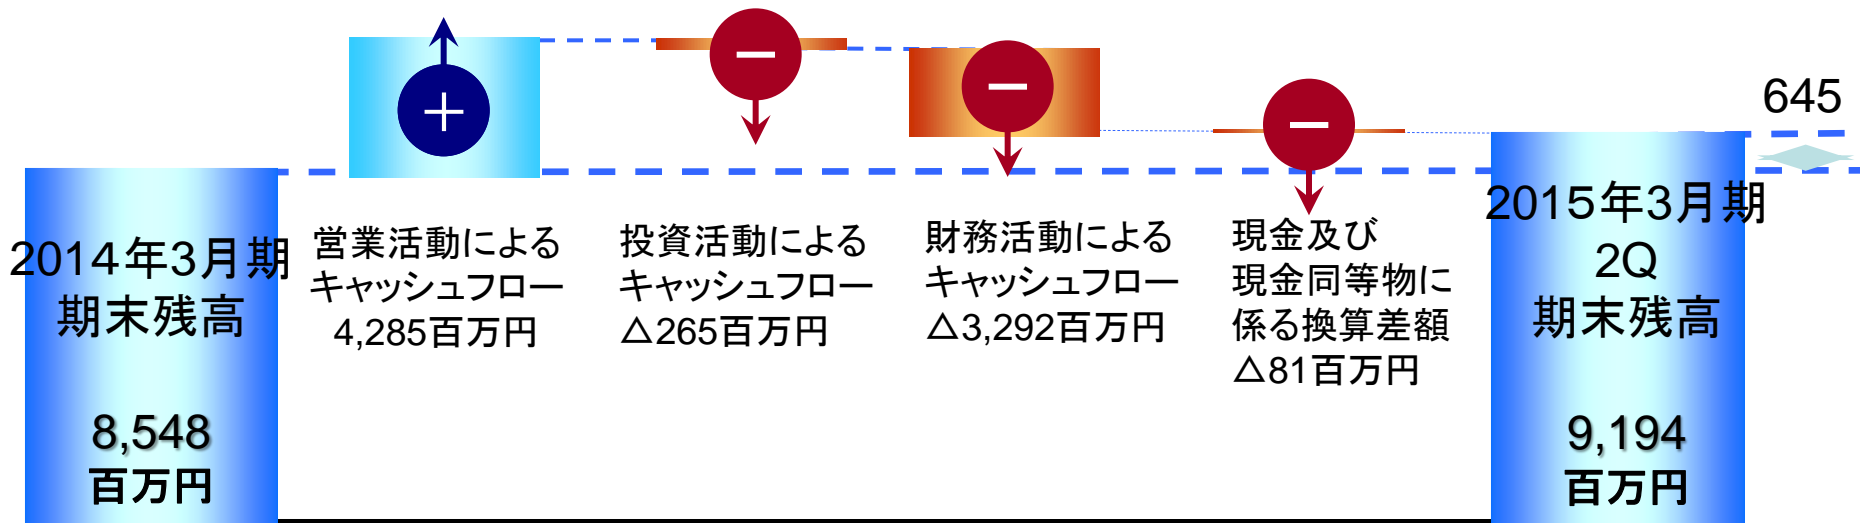 645
2014年3月期
期末残高
8,548
百万円
営業活動による
キャッシュフロー
4,285百万円
投資活動による
キャッシュフロー
△265百万円
財務活動による
キャッシュフロー
△3,292百万円
現金及び
現金同等物に
係る換算差額
△81百万円
2015年3月期
2Q
期末残高
9,194
百万円